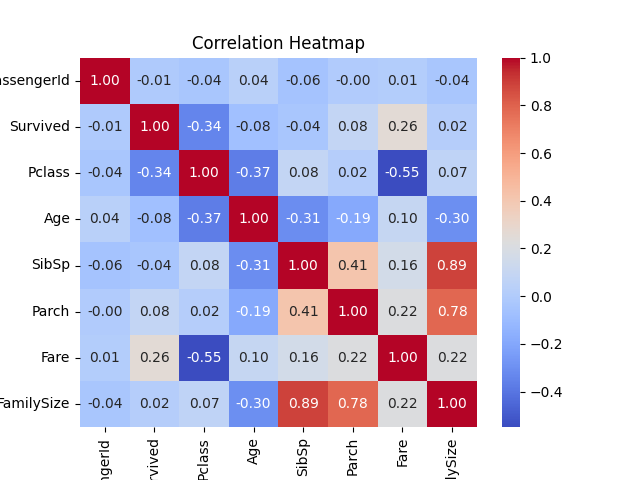 Correlation Heatmap
assengerId 1.00 -0.01 -0.04 0.04 -0.06 -0.00 0.01 -0.04
Survived -0.01 1.00 -0.34 -0.08 -0.04 0.08 0.26 0.02
Pclass -0.04 -0.34 1.00 -0.37 0.08 0.02 -0.55 0.07
Age 0.04 -0.08 -0.37 1.00 -0.31 -0.19 0.10 -0.30
SibSp -0.06 -0.04 0.08 -0.31 1.00 0.41 0.16 0.89
Parch -0.00 0.08 0.02 -0.19 0.41 1.00 0.22 0.78
Fare 0.01 0.26 -0.55 0.10 0.16 0.22 1.00 0.22
FamilySize -0.04 0.02 0.07 -0.30 0.89 0.78 0.22 1.00
ngerId
rvived
Pclass
Age
SibSp
Parch
Fare
lySize
1.0
0.8
0.6
0.4
0.2
0.0
−0.2
−0.4